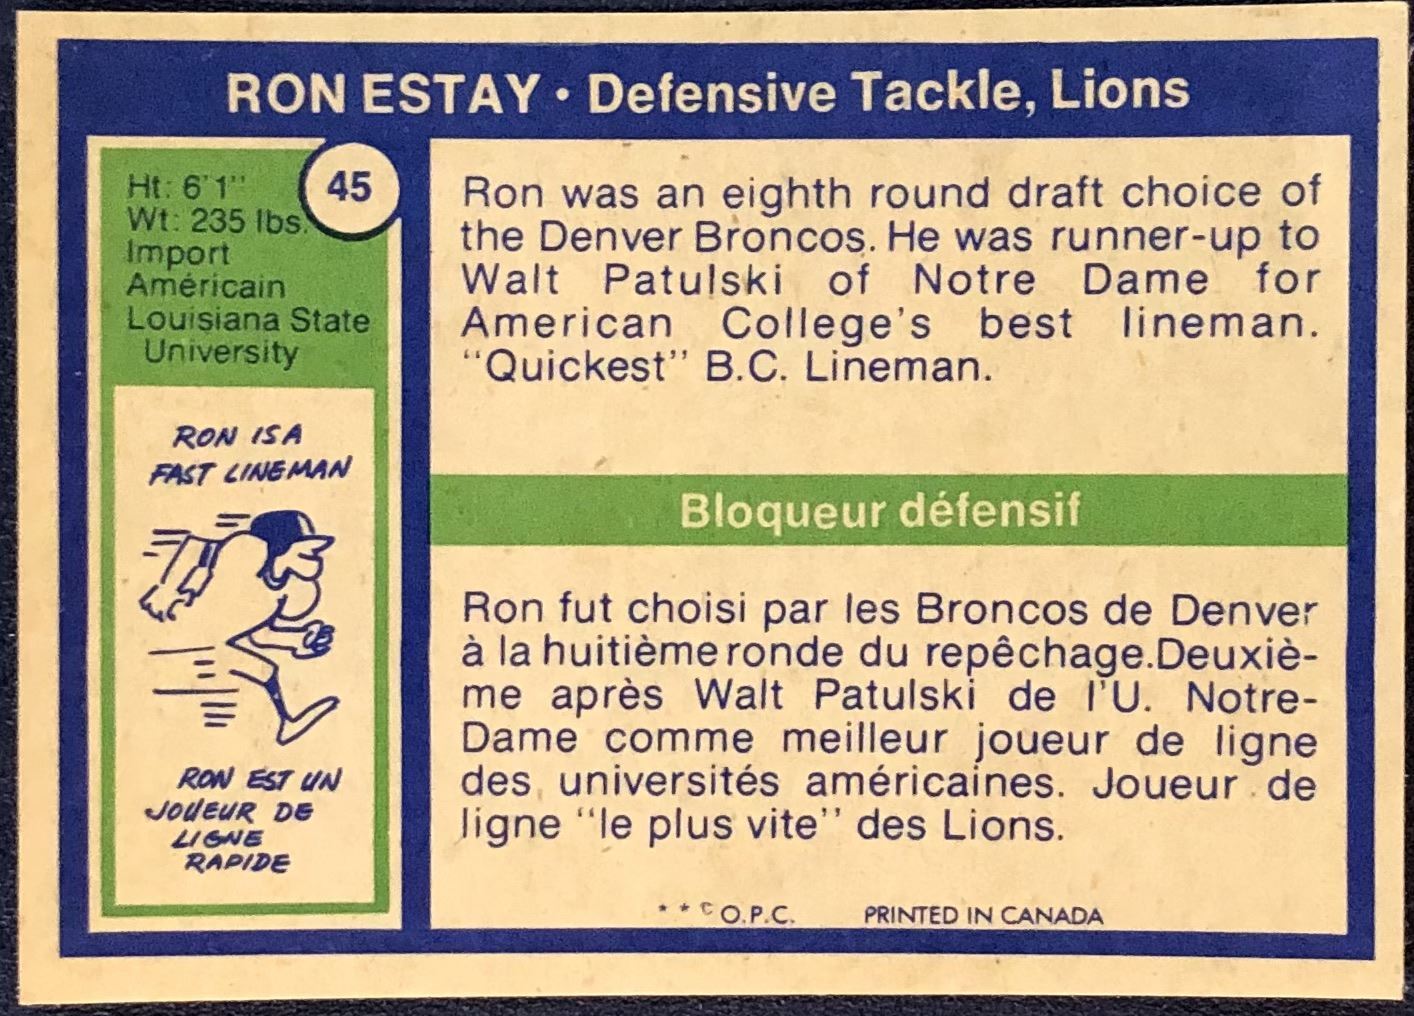 RON ESTAY • Defensive Tackle, Lions
45
Ht: 6'1"
Wt: 235 lbs.
Import
Américain
Louisiana State
University
RON IS A
FAST LINEMAN
RON EST UN
JOUEUR DE
LIGNE
RAPIDE
Ron was an eighth round draft choice of
the Denver Broncos. He was runner-up to
Walt Patulski of Notre Dame for
American College's best lineman.
"Quickest" B.C. Lineman.
Bloqueur défensif
Ron fut choisi par les Broncos de Denver
à la huitième ronde du repêchage.Deuxiè-
me après Walt Patulski de l'U. Notre-
Dame comme meilleur joueur de ligne
des universités américaines. Joueur de
ligne "le plus vite" des Lions.
* * © O.P.C. PRINTED IN CANADA